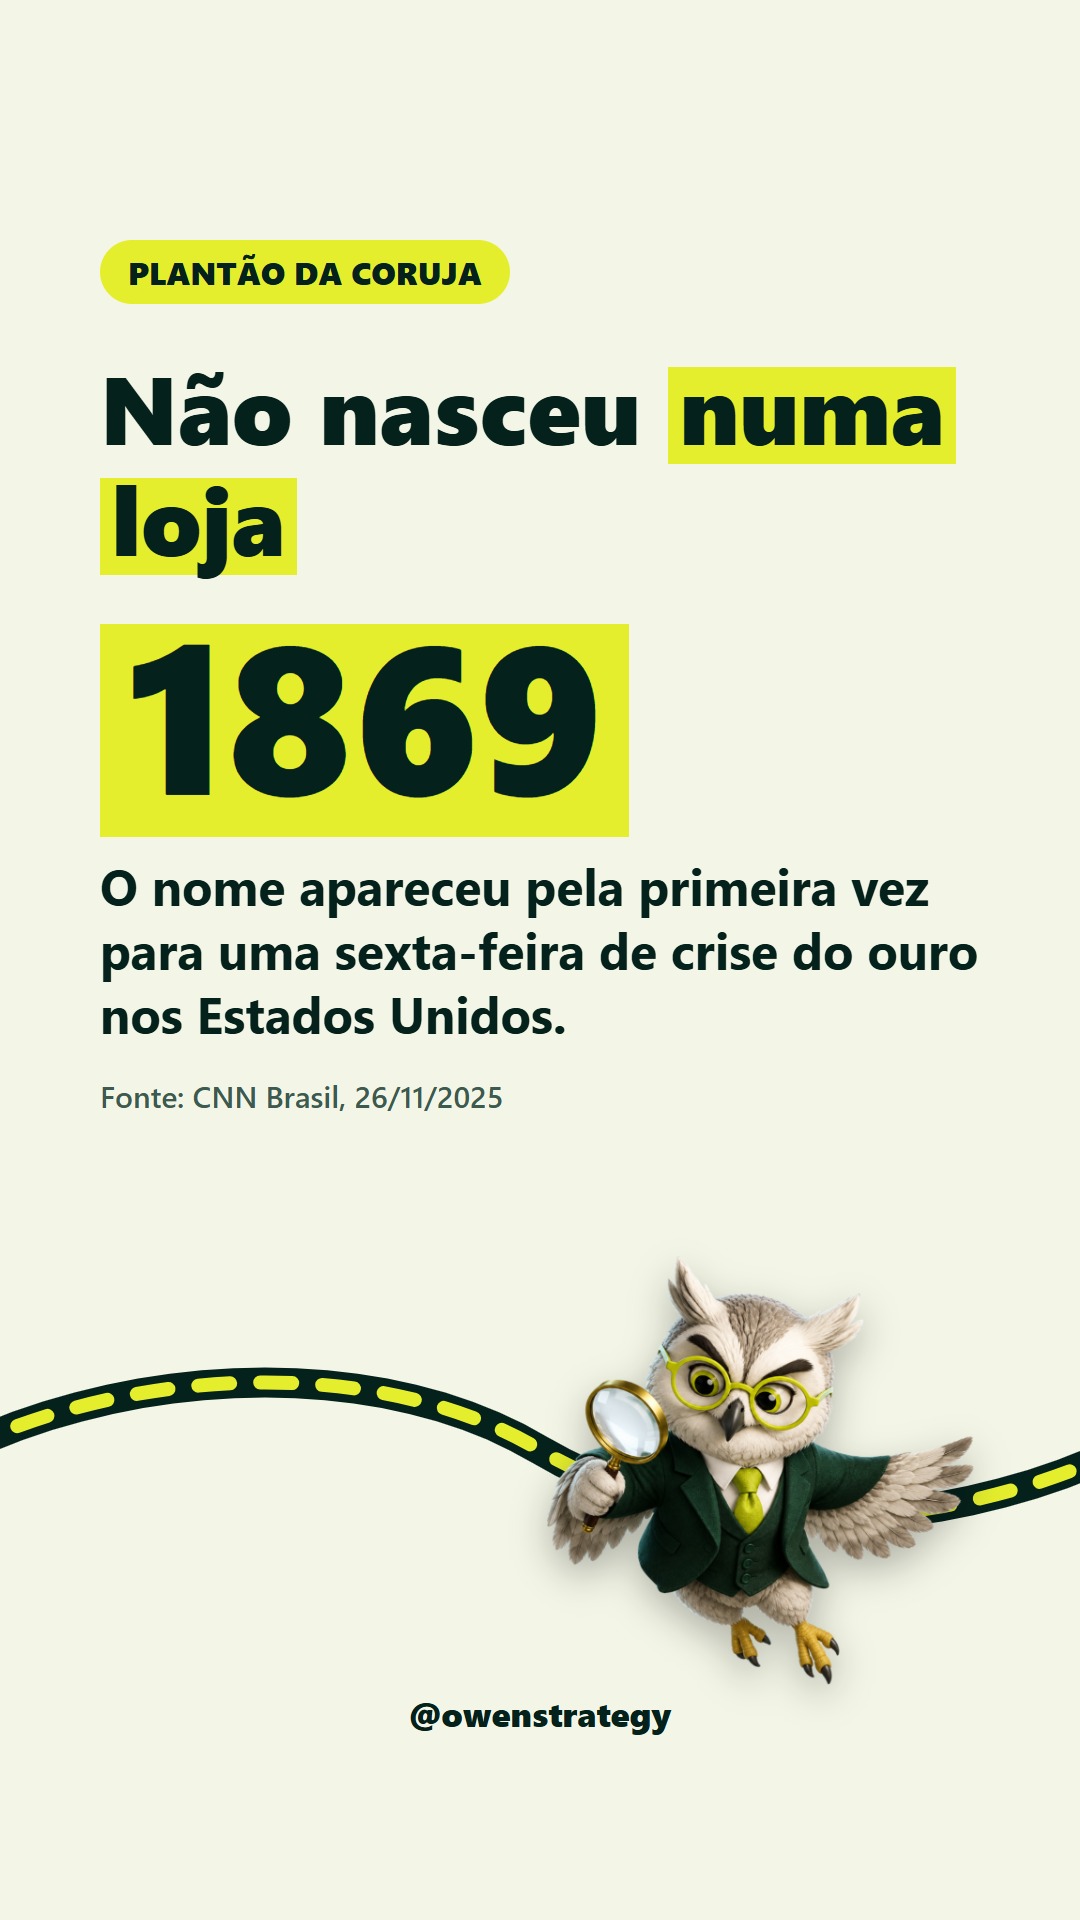 PLANTÃO DA CORUJA
Não nasceu numa
loja
1869
O nome apareceu pela primeira vez
para uma sexta-feira de crise do ouro
nos Estados Unidos.
Fonte: CNN Brasil, 26/11/2025
@owenstrategy